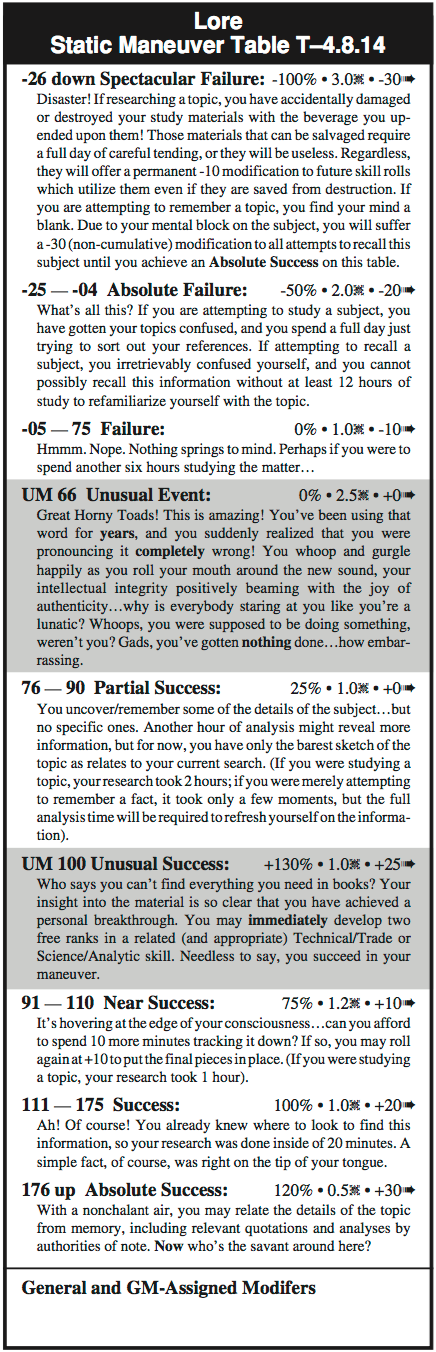 Lore
Static Maneuver Table T–4.8.14
-26 down Spectacular Failure: -100% • 3.0※ • -30➠
Disaster! If researching a topic, you have accidentally damaged
or destroyed your study materials with the beverage you up-
ended upon them! Those materials that can be salvaged require
a full day of careful tending, or they will be useless. Regardless,
they will offer a permanent -10 modification to future skill rolls
which utilize them even if they are saved from destruction. If
you are attempting to remember a topic, you find your mind a
blank. Due to your mental block on the subject, you will suffer
a -30 (non-cumulative) modification to all attempts to recall this
subject until you achieve an Absolute Success on this table.
-25 — -04 Absolute Failure: -50% • 2.0※ • -20➠
What's all this? If you are attempting to study a subject, you
have gotten your topics confused, and you spend a full day just
trying to sort out your references. If attempting to recall a
subject, you irretrievably confused yourself, and you cannot
possibly recall this information without at least 12 hours of
study to refamiliarize yourself with the topic.
-05 — 75 Failure: 0% • 1.0※ • -10➠
Hmmm. Nope. Nothing springs to mind. Perhaps if you were to
spend another six hours studying the matter…
UM 66 Unusual Event: 0% • 2.5※ • +0➠
Great Horny Toads! This is amazing! You've been using that
word for years, and you suddenly realized that you were
pronouncing it completely wrong! You whoop and gurgle
happily as you roll your mouth around the new sound, your
intellectual integrity positively beaming with the joy of
authenticity…why is everybody staring at you like you're a
lunatic? Whoops, you were supposed to be doing something,
weren't you? Gads, you've gotten nothing done…how embar-
rassing.
76 — 90 Partial Success: 25% • 1.0※ • +0➠
You uncover/remember some of the details of the subject…but
no specific ones. Another hour of analysis might reveal more
information, but for now, you have only the barest sketch of the
topic as relates to your current search. (If you were studying a
topic, your research took 2 hours; if you were merely attempting
to remember a fact, it took only a few moments, but the full
analysis time will be required to refresh yourself on the informa-
tion).
UM 100 Unusual Success: +130% • 1.0※ • +25➠
Who says you can't find everything you need in books? Your
insight into the material is so clear that you have achieved a
personal breakthrough. You may immediately develop two
free ranks in a related (and appropriate) Technical/Trade or
Science/Analytic skill. Needless to say, you succeed in your
maneuver.
91 — 110 Near Success: 75% • 1.2※ • +10➠
It's hovering at the edge of your consciousness…can you afford
to spend 10 more minutes tracking it down? If so, you may roll
again at +10 to put the final pieces in place. (If you were studying
a topic, your research took 1 hour).
111 — 175 Success: 100% • 1.0※ • +20➠
Ah! Of course! You already knew where to look to find this
information, so your research was done inside of 20 minutes. A
simple fact, of course, was right on the tip of your tongue.
176 up Absolute Success: 120% • 0.5※ • +30➠
With a nonchalant air, you may relate the details of the topic
from memory, including relevant quotations and analyses by
authorities of note. Now who's the savant around here?
General and GM-Assigned Modifers